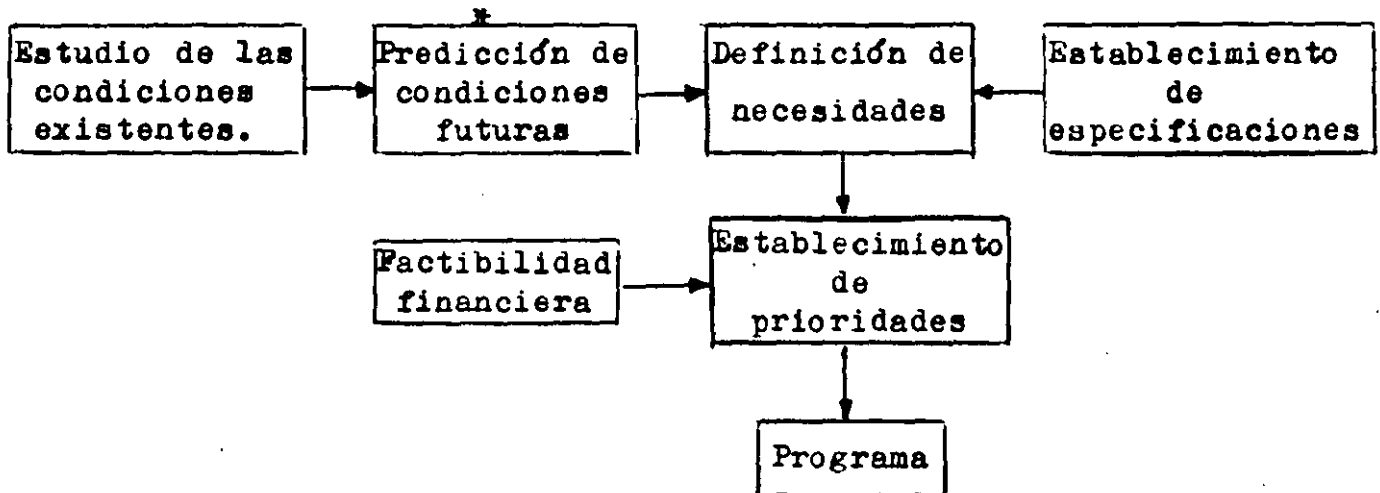 *
Estudio de las
condiciones
existentes.
Predicción de
condiciones
futuras
Definición de
necesidades
Establecimiento
de
especificaciones
Factibilidad
financiera
Establecimiento
de
prioridades
Programa